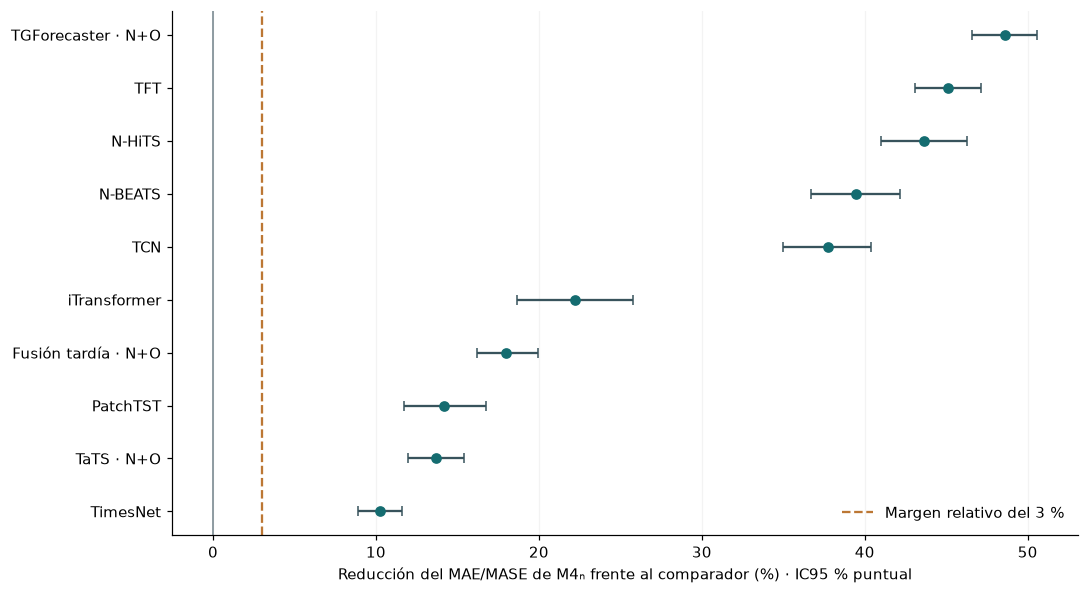 TGForecaster · N+O
TFT
N-HiTS
N-BEATS
TCN
iTransformer
Fusión tardía · N+O
PatchTST
TaTS · N+O
TimesNet
Margen relativo del 3 %
0 10 20 30 40 50
Reducción del MAE/MASE de M4ₙ frente al comparador (%) · IC95 % puntual